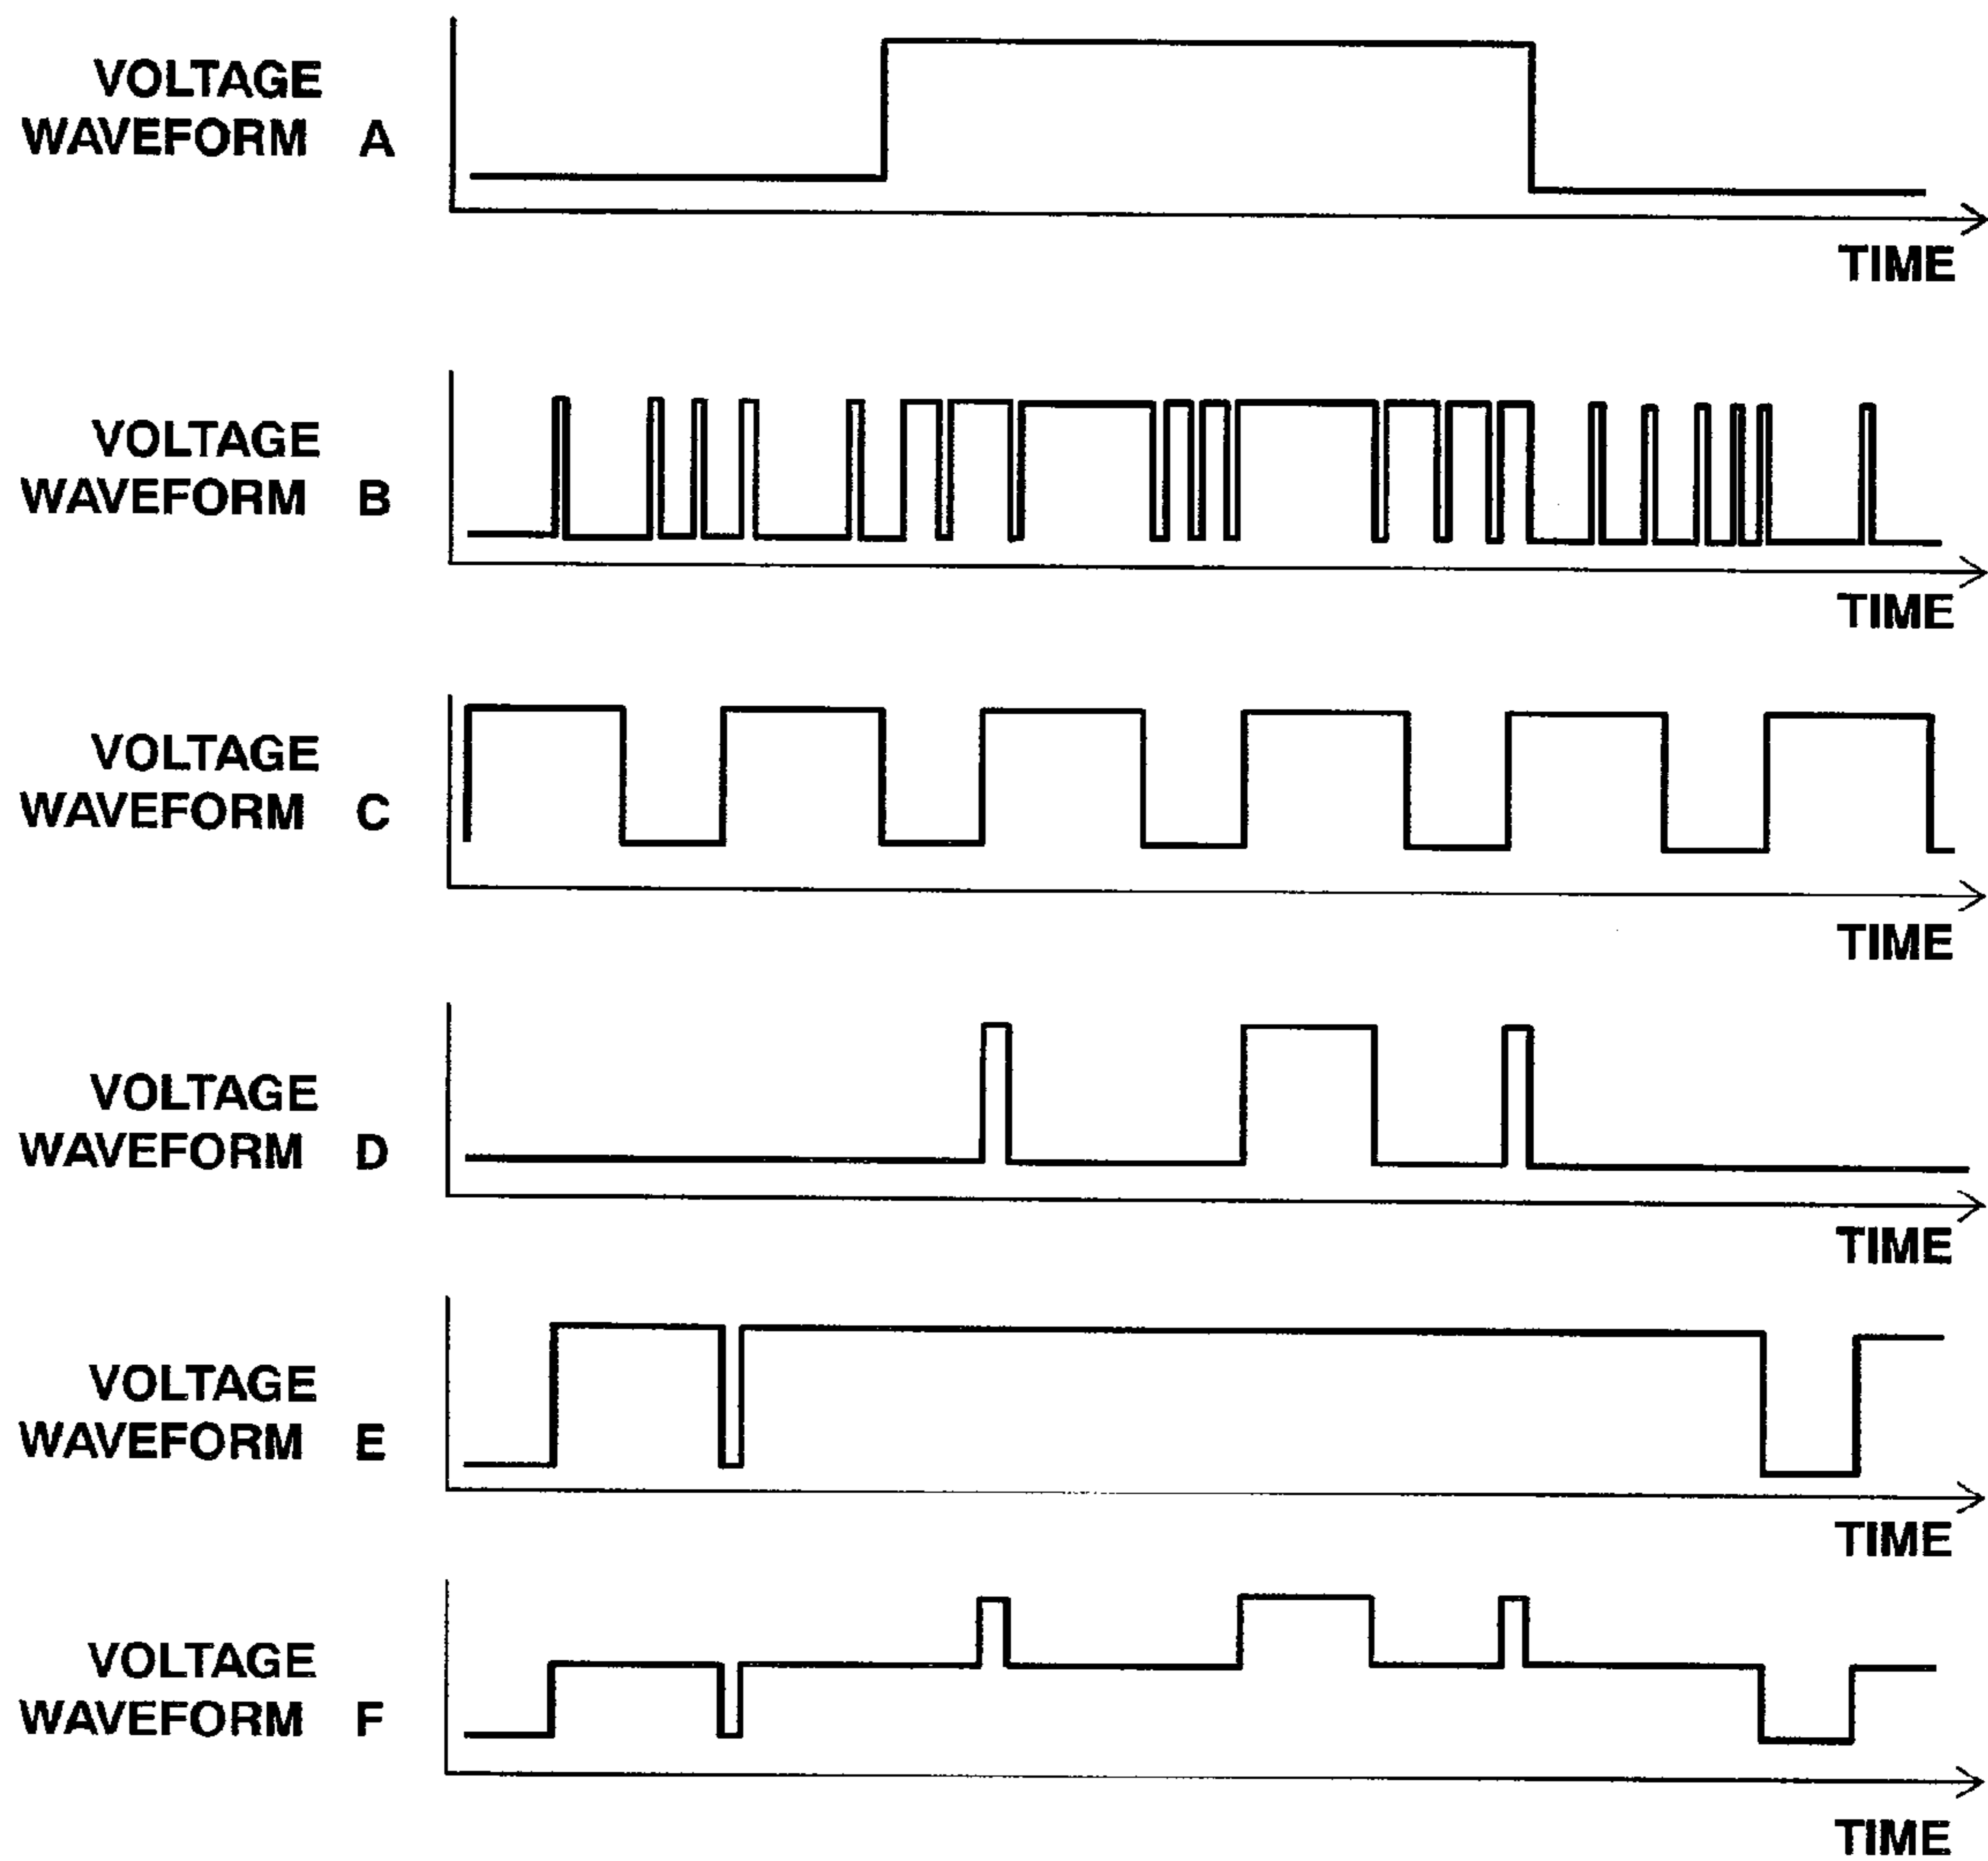 VOLTAGE
WAVEFORM A
TIME
VOLTAGE
WAVEFORM B
TIME
VOLTAGE
WAVEFORM C
TIME
VOLTAGE
WAVEFORM D
TIME
VOLTAGE
WAVEFORM E
TIME
VOLTAGE
WAVEFORM F
TIME